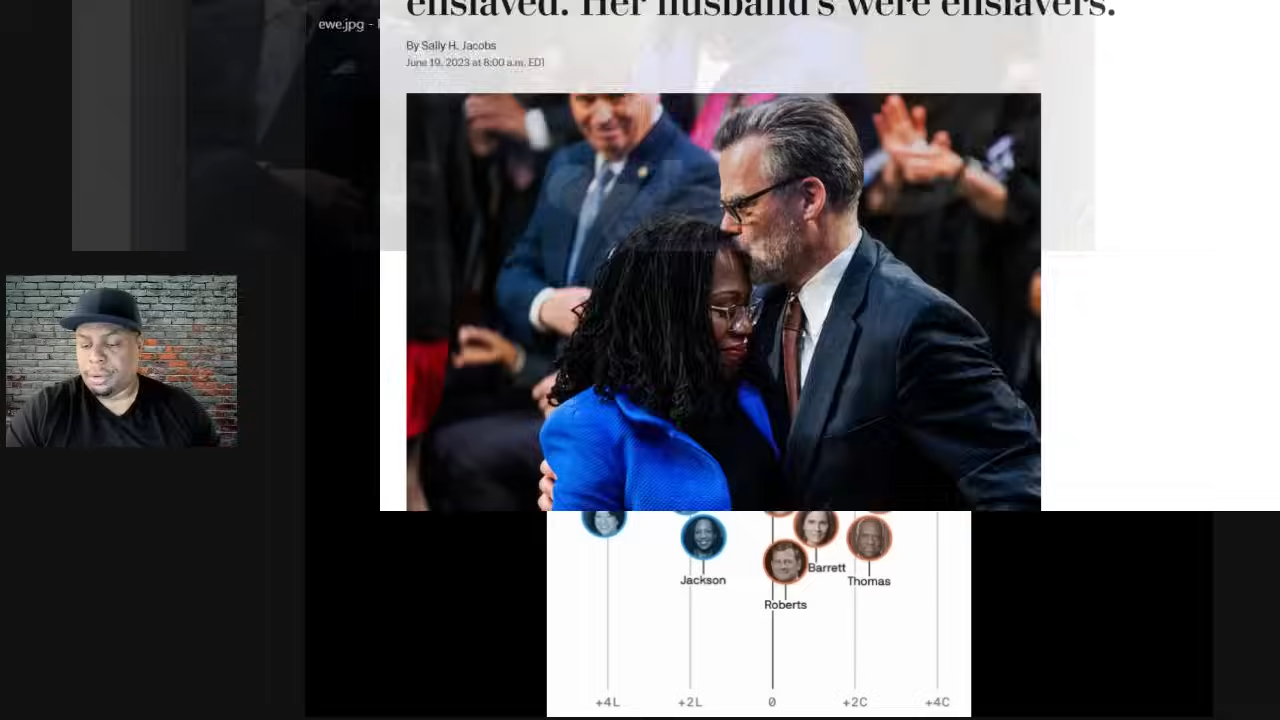 enslaved. Her husband's were enslavers.
ewe.jpg -
By Sally H. Jacobs
June 19, 2023 at 8:00 a.m. EDT
Jackson
Barrett
Thomas
Roberts
+4L +2L 0 +2C +4C